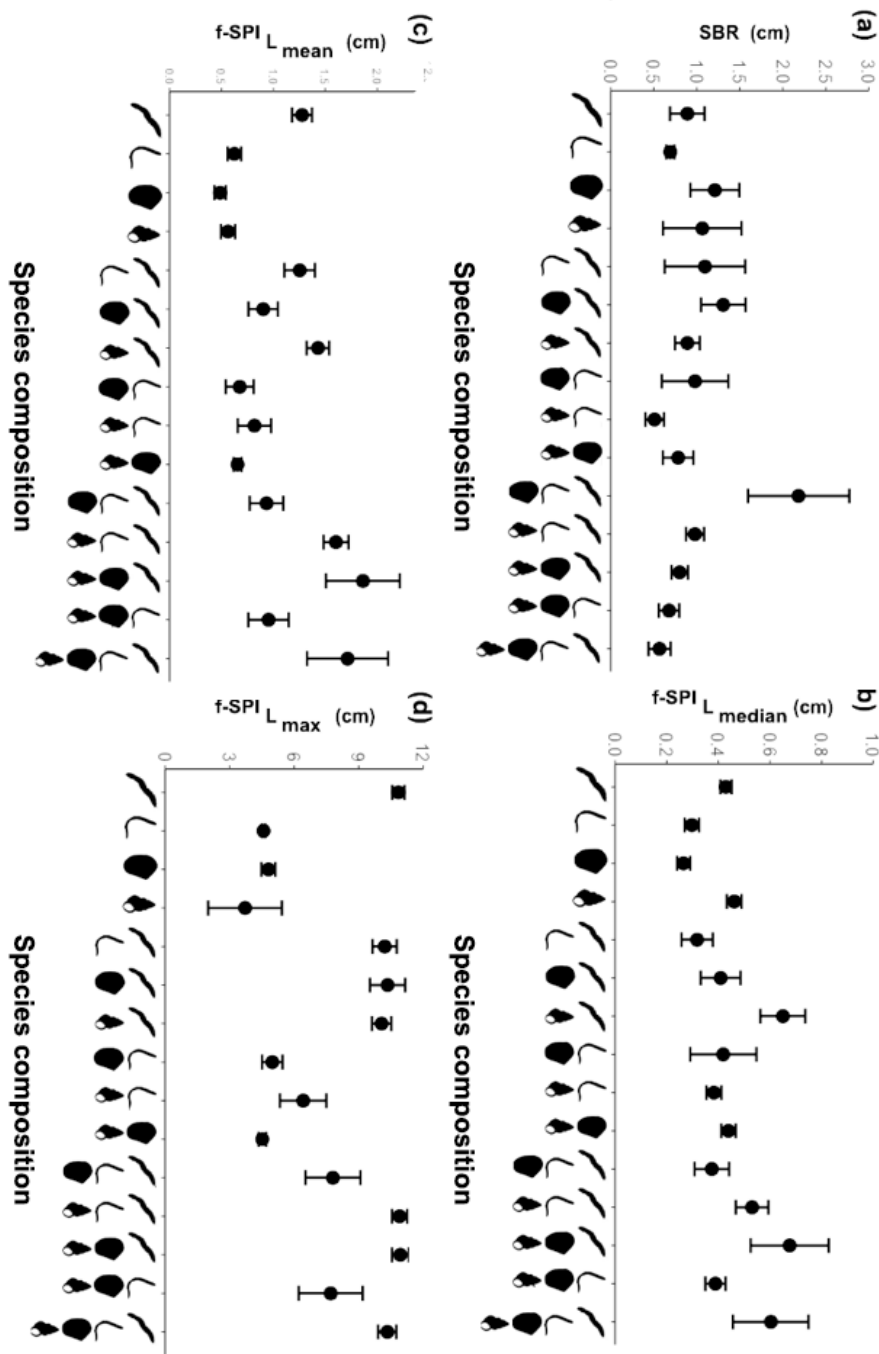 (a)
SBR (cm)
0.0 0.5 1.0 1.5 2.0 2.5 3.0
Species composition
b)
f-SPI L median (cm)
0.0 0.2 0.4 0.6 0.8 1.0
Species composition
(c)
f-SPI L mean (cm)
0.0 0.5 1.0 1.5 2.0
Species composition
(d)
f-SPI L max (cm)
0 3 6 9 12
Species composition